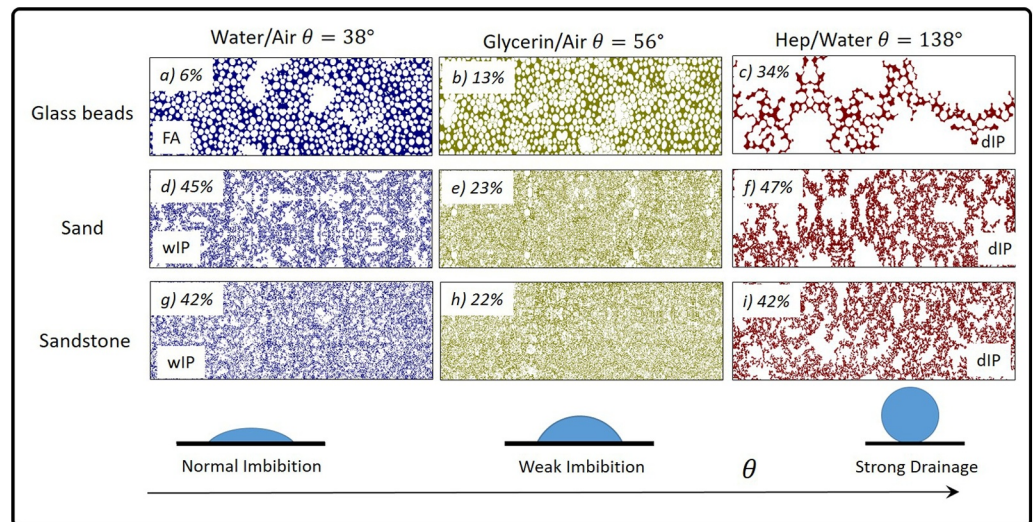 Water/Air θ = 38°
Glycerin/Air θ = 56°
Hep/Water θ = 138°
Glass beads
a) 6%
b) 13%
c) 34%
FA
dIP
Sand
d) 45%
e) 23%
f) 47%
wIP
dIP
Sandstone
g) 42%
h) 22%
i) 42%
wIP
dIP
Normal Imbibition
Weak Imbibition
θ
Strong Drainage